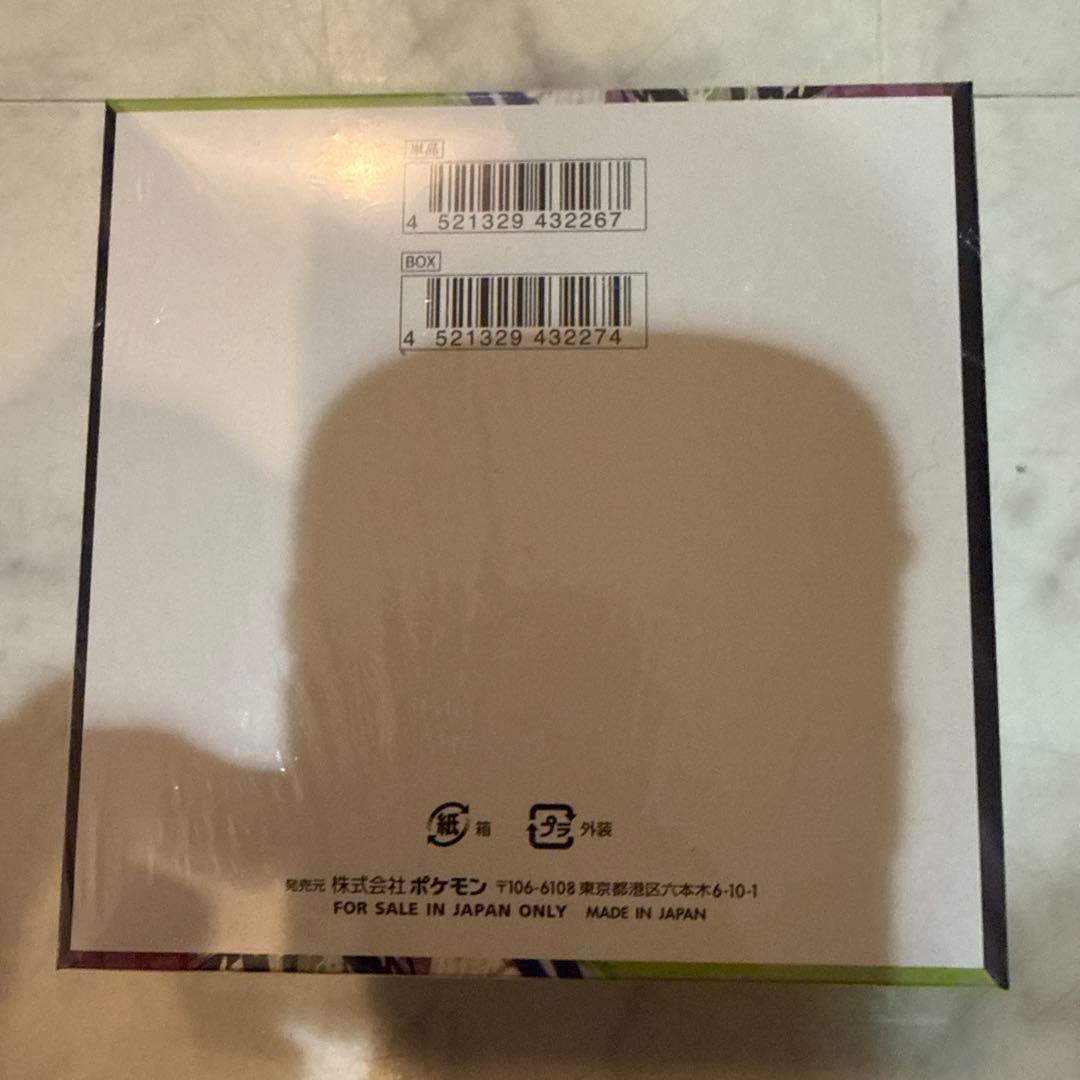 単品
4 521329 432267
BOX
4 521329 432274
紙 箱 プラ 外装
発売元 株式会社 ポケモン 〒106-6108 東京都港区六本木6-10-1
FOR SALE IN JAPAN ONLY MADE IN JAPAN